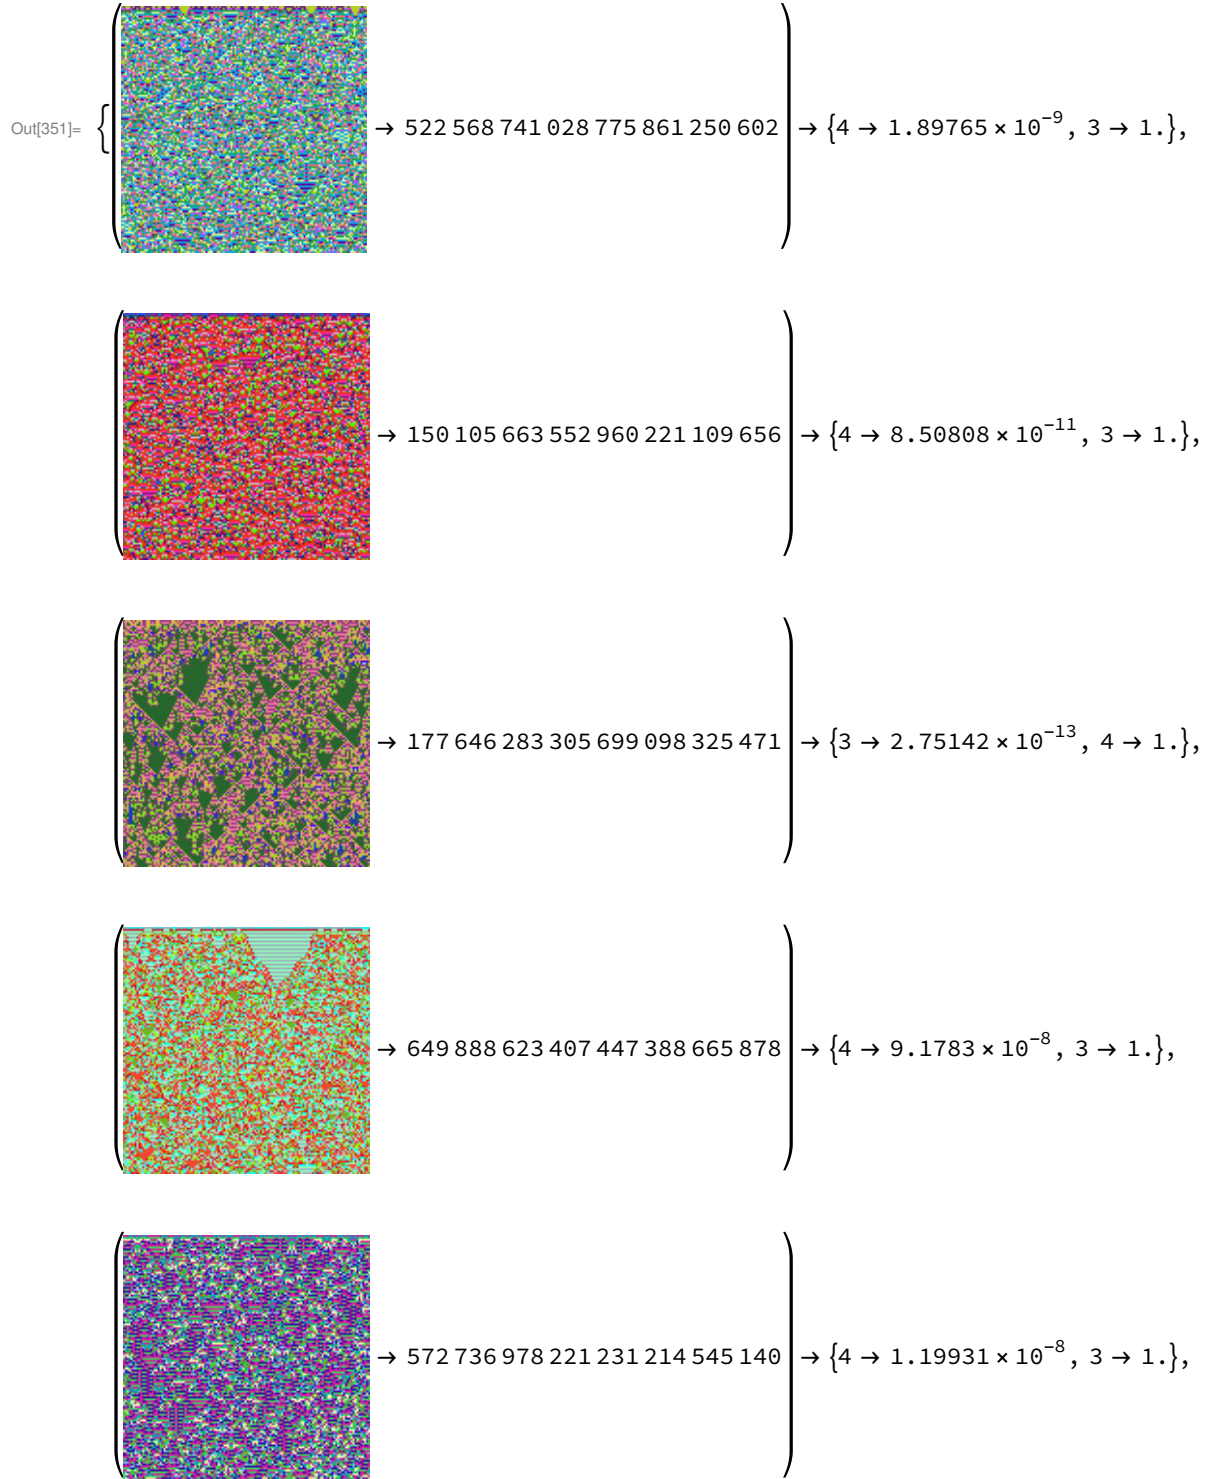 Out[351]= {( → 522 568 741 028 775 861 250 602) → {4 → 1.89765 × 10⁻⁹, 3 → 1.},
( → 150 105 663 552 960 221 109 656) → {4 → 8.50808 × 10⁻¹¹, 3 → 1.},
( → 177 646 283 305 699 098 325 471) → {3 → 2.75142 × 10⁻¹³, 4 → 1.},
( → 649 888 623 407 447 388 665 878) → {4 → 9.1783 × 10⁻⁸, 3 → 1.},
( → 572 736 978 221 231 214 545 140) → {4 → 1.19931 × 10⁻⁸, 3 → 1.},